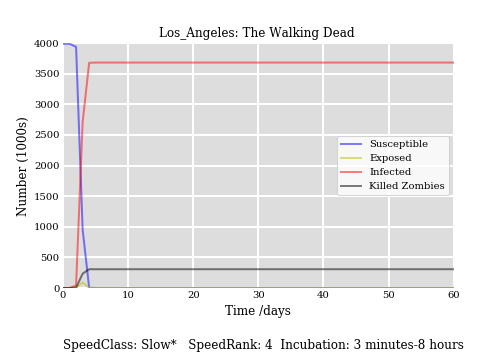 Los_Angeles: The Walking Dead
4000
3500
3000
2500
2000
1500
1000
500
0
Number (1000s)
Susceptible
Exposed
Infected
Killed Zombies
0 10 20 30 40 50 60
Time /days
SpeedClass: Slow* SpeedRank: 4 Incubation: 3 minutes-8 hours